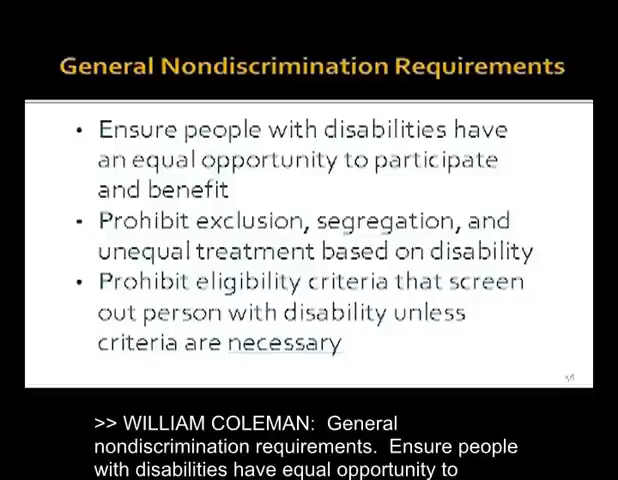 General Nondiscrimination Requirements
• Ensure people with disabilities have
an equal opportunity to participate
and benefit
• Prohibit exclusion, segregation, and
unequal treatment based on disability
• Prohibit eligibility criteria that screen
out person with disability unless
criteria are necessary
>> WILLIAM COLEMAN:  General
nondiscrimination requirements.  Ensure people
with disabilities have equal opportunity to